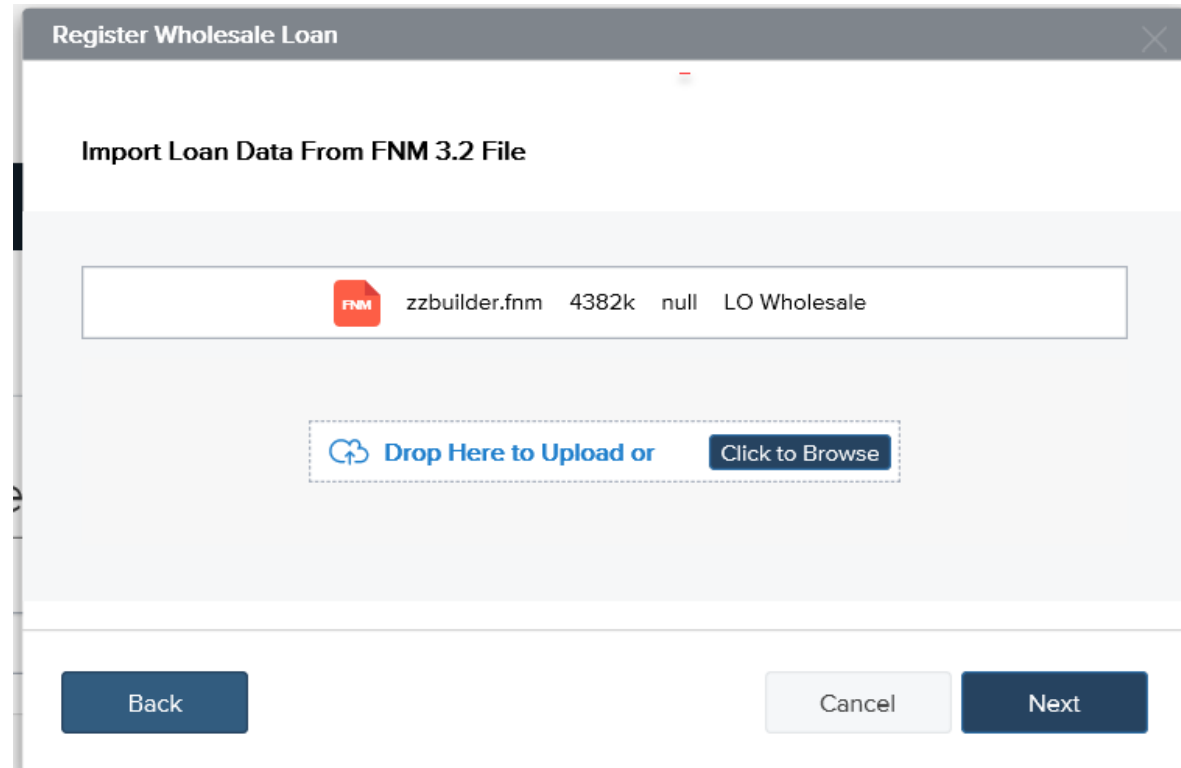 Register Wholesale Loan
Import Loan Data From FNM 3.2 File
FNM zzbuilder.fnm 4382k null LO Wholesale
Drop Here to Upload or Click to Browse
Back Cancel Next